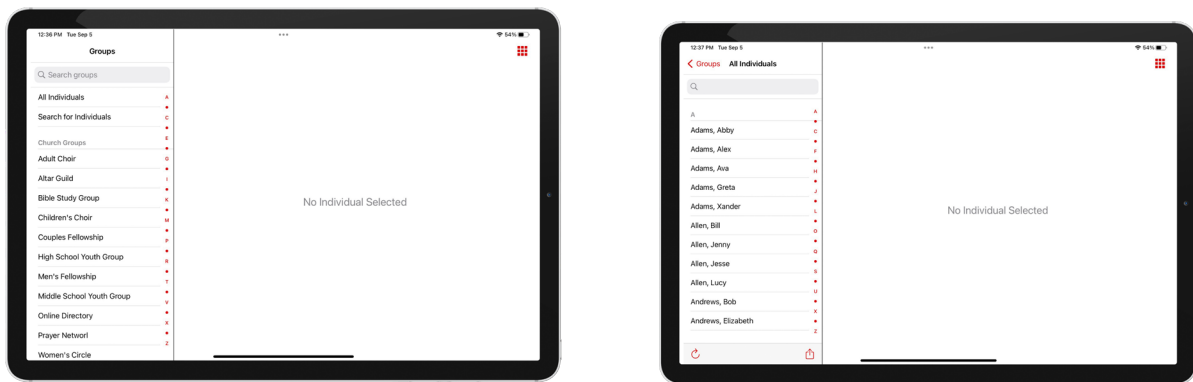 12:36 PM Tue Sep 5
54%
Groups
Search groups
All Individuals
Search for Individuals
Church Groups
Adult Choir
Altar Guild
Bible Study Group
Children's Choir
Couples Fellowship
High School Youth Group
Men's Fellowship
Middle School Youth Group
Online Directory
Prayer Networl
Women's Circle
A
C
E
G
I
K
M
P
R
T
V
X
Z
No Individual Selected
12:37 PM Tue Sep 5
54%
Groups All Individuals
A
Adams, Abby
Adams, Alex
Adams, Ava
Adams, Greta
Adams, Xander
Allen, Bill
Allen, Jenny
Allen, Jesse
Allen, Lucy
Andrews, Bob
Andrews, Elizabeth
A
C
F
H
J
L
O
Q
S
U
X
Z
No Individual Selected